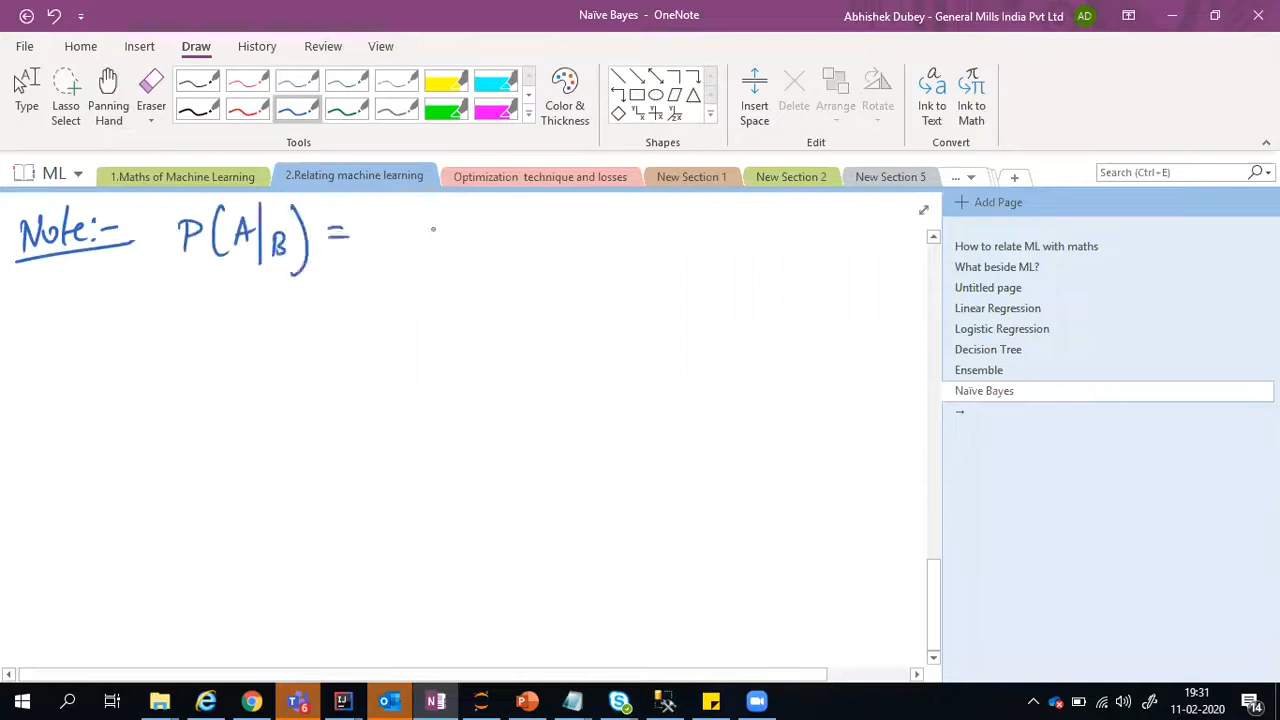 Naïve Bayes - OneNote
Abhishek Dubey - General Mills India Pvt Ltd AD
File Home Insert Draw History Review View
Type
Lasso Select
Panning Hand
Eraser
Color & Thickness
Insert Space
Delete
Arrange
Rotate
Ink to Text
Ink to Math
Tools
Shapes
Edit
Convert
ML
1.Maths of Machine Learning
2.Relating machine learning
Optimization technique and losses
New Section 1
New Section 2
New Section 5
...
Search (Ctrl+E)
Note:- P(A|B) =
Add Page
How to relate ML with maths
What beside ML?
Untitled page
Linear Regression
Logistic Regression
Decision Tree
Ensemble
Naïve Bayes
→
19:31
11-02-2020
14